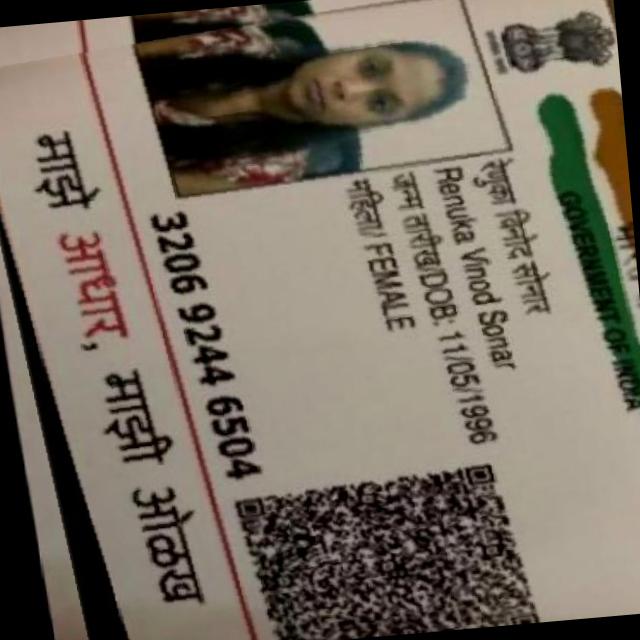 GOVERNMENT OF INDIA
रेणुका विनोद सोनार
Renuka Vinod Sonar
जन्म तारीख/DOB: 11/05/1996
महिला/ FEMALE
3206 9244 6504
माझे आधार, माझी ओळख